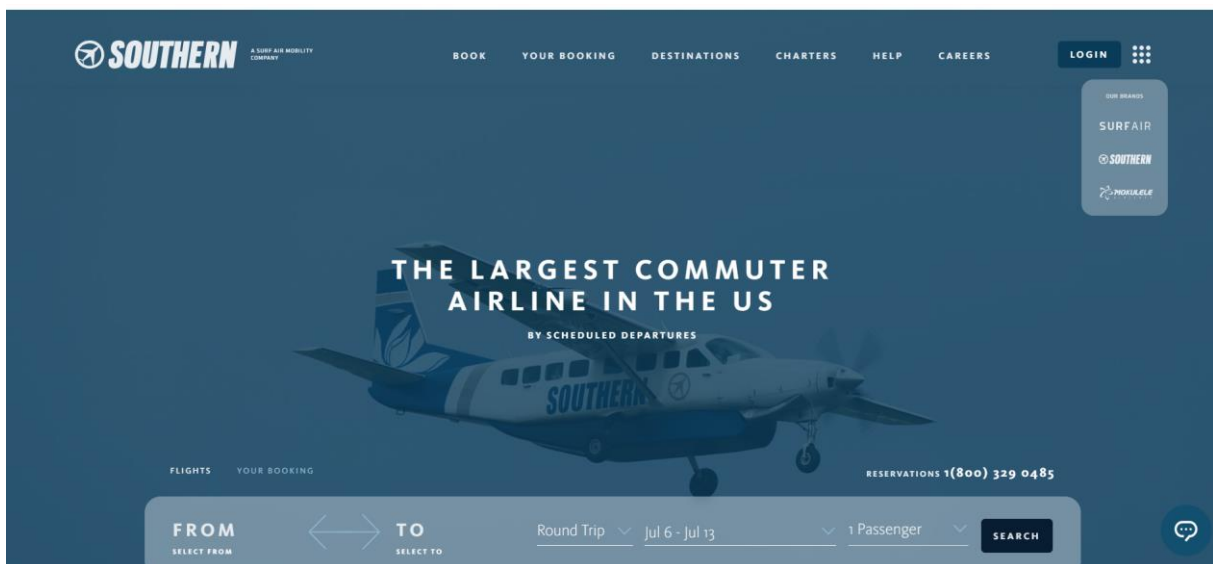 SOUTHERN
A SURF AIR MOBILITY
COMPANY
BOOK YOUR BOOKING DESTINATIONS CHARTERS HELP CAREERS
LOGIN
OUR BRANDS
SURFAIR
SOUTHERN
MOKULELE
THE LARGEST COMMUTER
AIRLINE IN THE US
BY SCHEDULED DEPARTURES
SOUTHERN
FLIGHTS YOUR BOOKING
RESERVATIONS 1(800) 329 0485
FROM
SELECT FROM
TO
SELECT TO
Round Trip
Jul 6 - Jul 13
1 Passenger
SEARCH